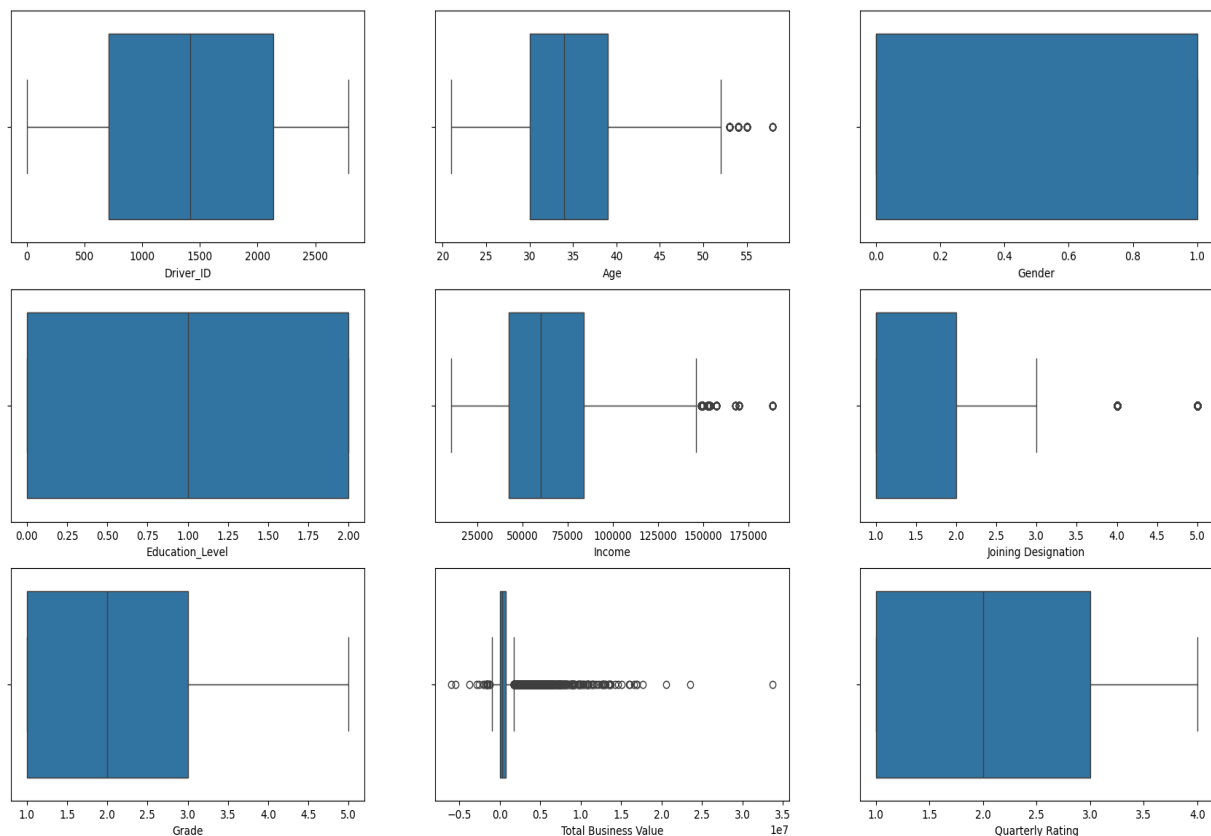 0 500 1000 1500 2000 2500
Driver_ID
20 25 30 35 40 45 50 55
Age
0.0 0.2 0.4 0.6 0.8 1.0
Gender
0.00 0.25 0.50 0.75 1.00 1.25 1.50 1.75 2.00
Education_Level
25000 50000 75000 100000 125000 150000 175000
Income
1.0 1.5 2.0 2.5 3.0 3.5 4.0 4.5 5.0
Joining Designation
1.0 1.5 2.0 2.5 3.0 3.5 4.0 4.5 5.0
Grade
−0.5 0.0 0.5 1.0 1.5 2.0 2.5 3.0 3.5
1e7
Total Business Value
1.0 1.5 2.0 2.5 3.0 3.5 4.0
Quarterly Rating